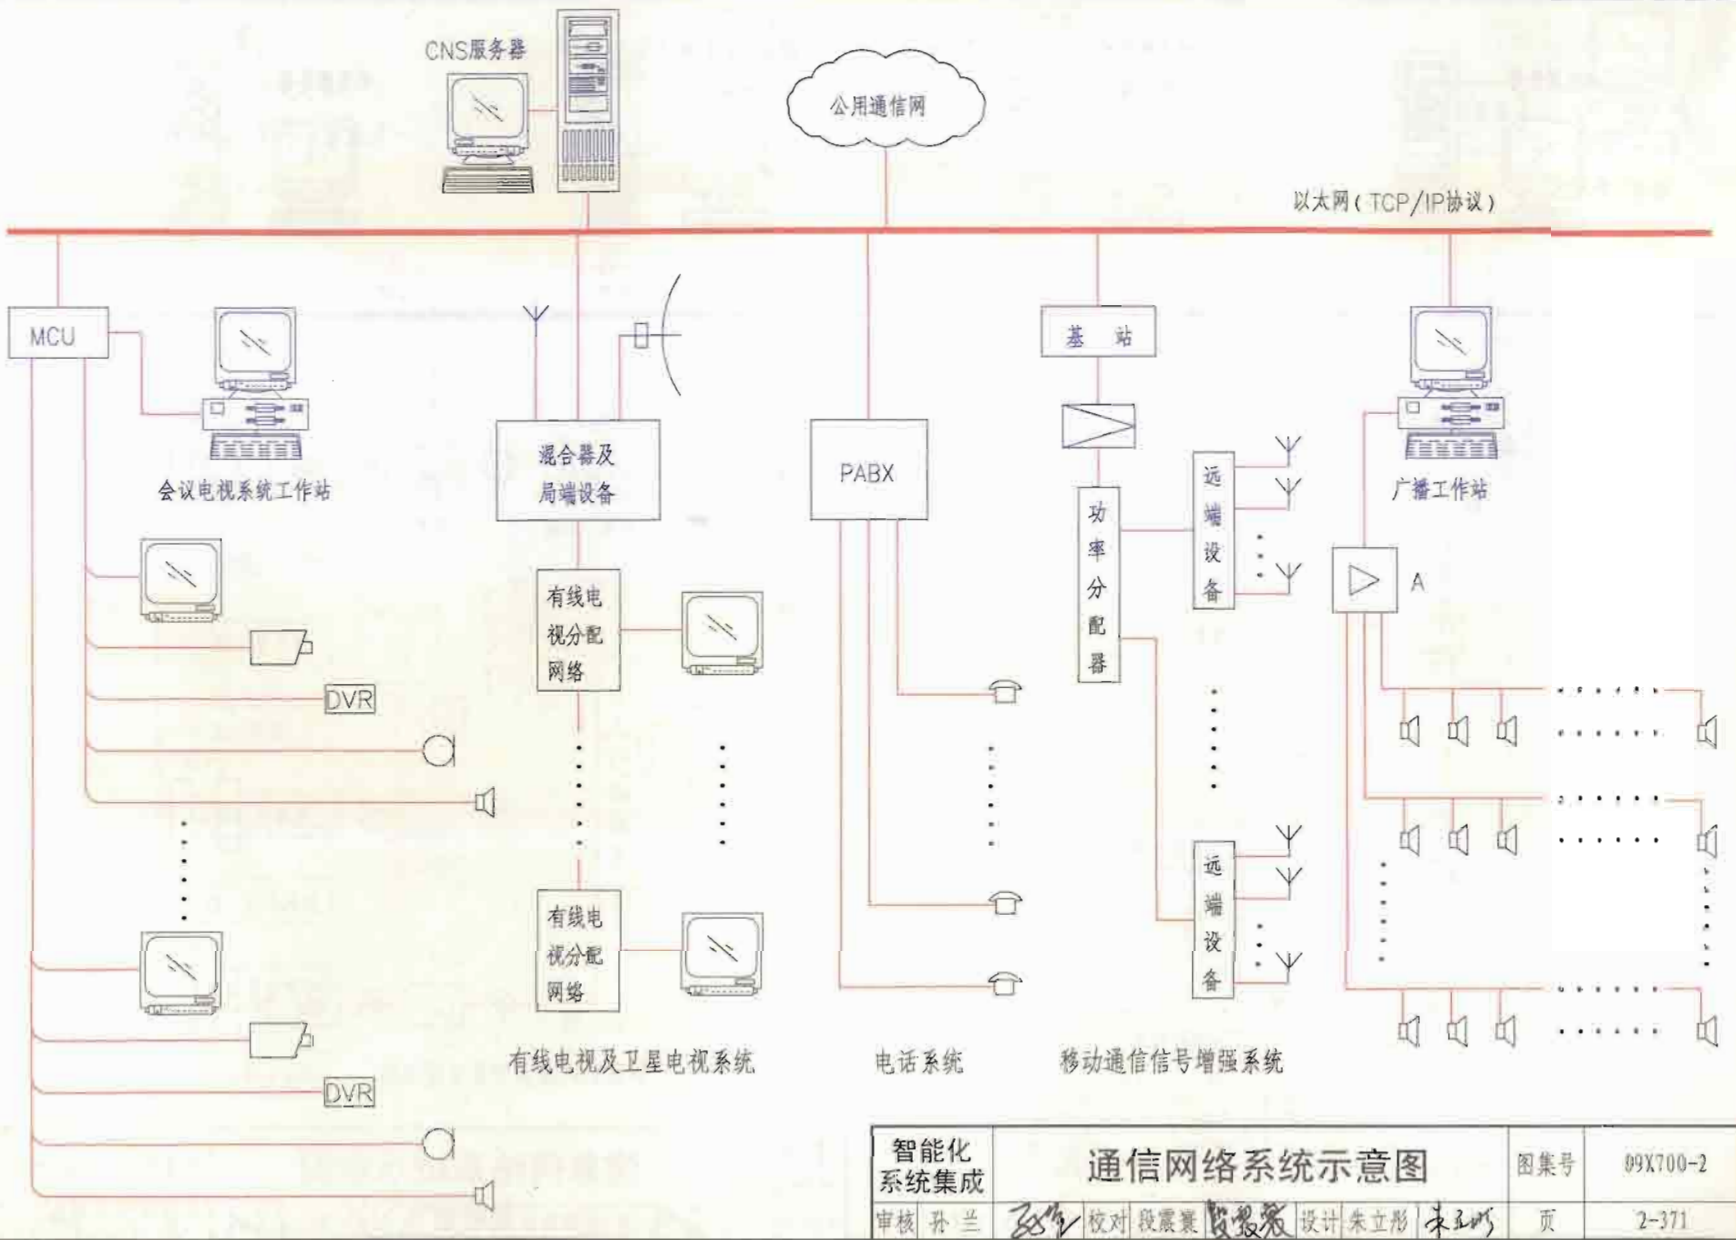 CNS服务器
公用通信网
以太网(TCP/IP协议)
MCU
会议电视系统工作站
DVR
DVR
混合器及
局端设备
有线电
视分配
网络
有线电
视分配
网络
有线电视及卫星电视系统
PABX
电话系统
基站
功率分配器
远端设备
远端设备
移动通信信号增强系统
广播工作站
A
智能化
系统集成
通信网络系统示意图
图集号
09X700-2
审核 孙兰 校对 段震寰 设计 朱立彤
页
2-371